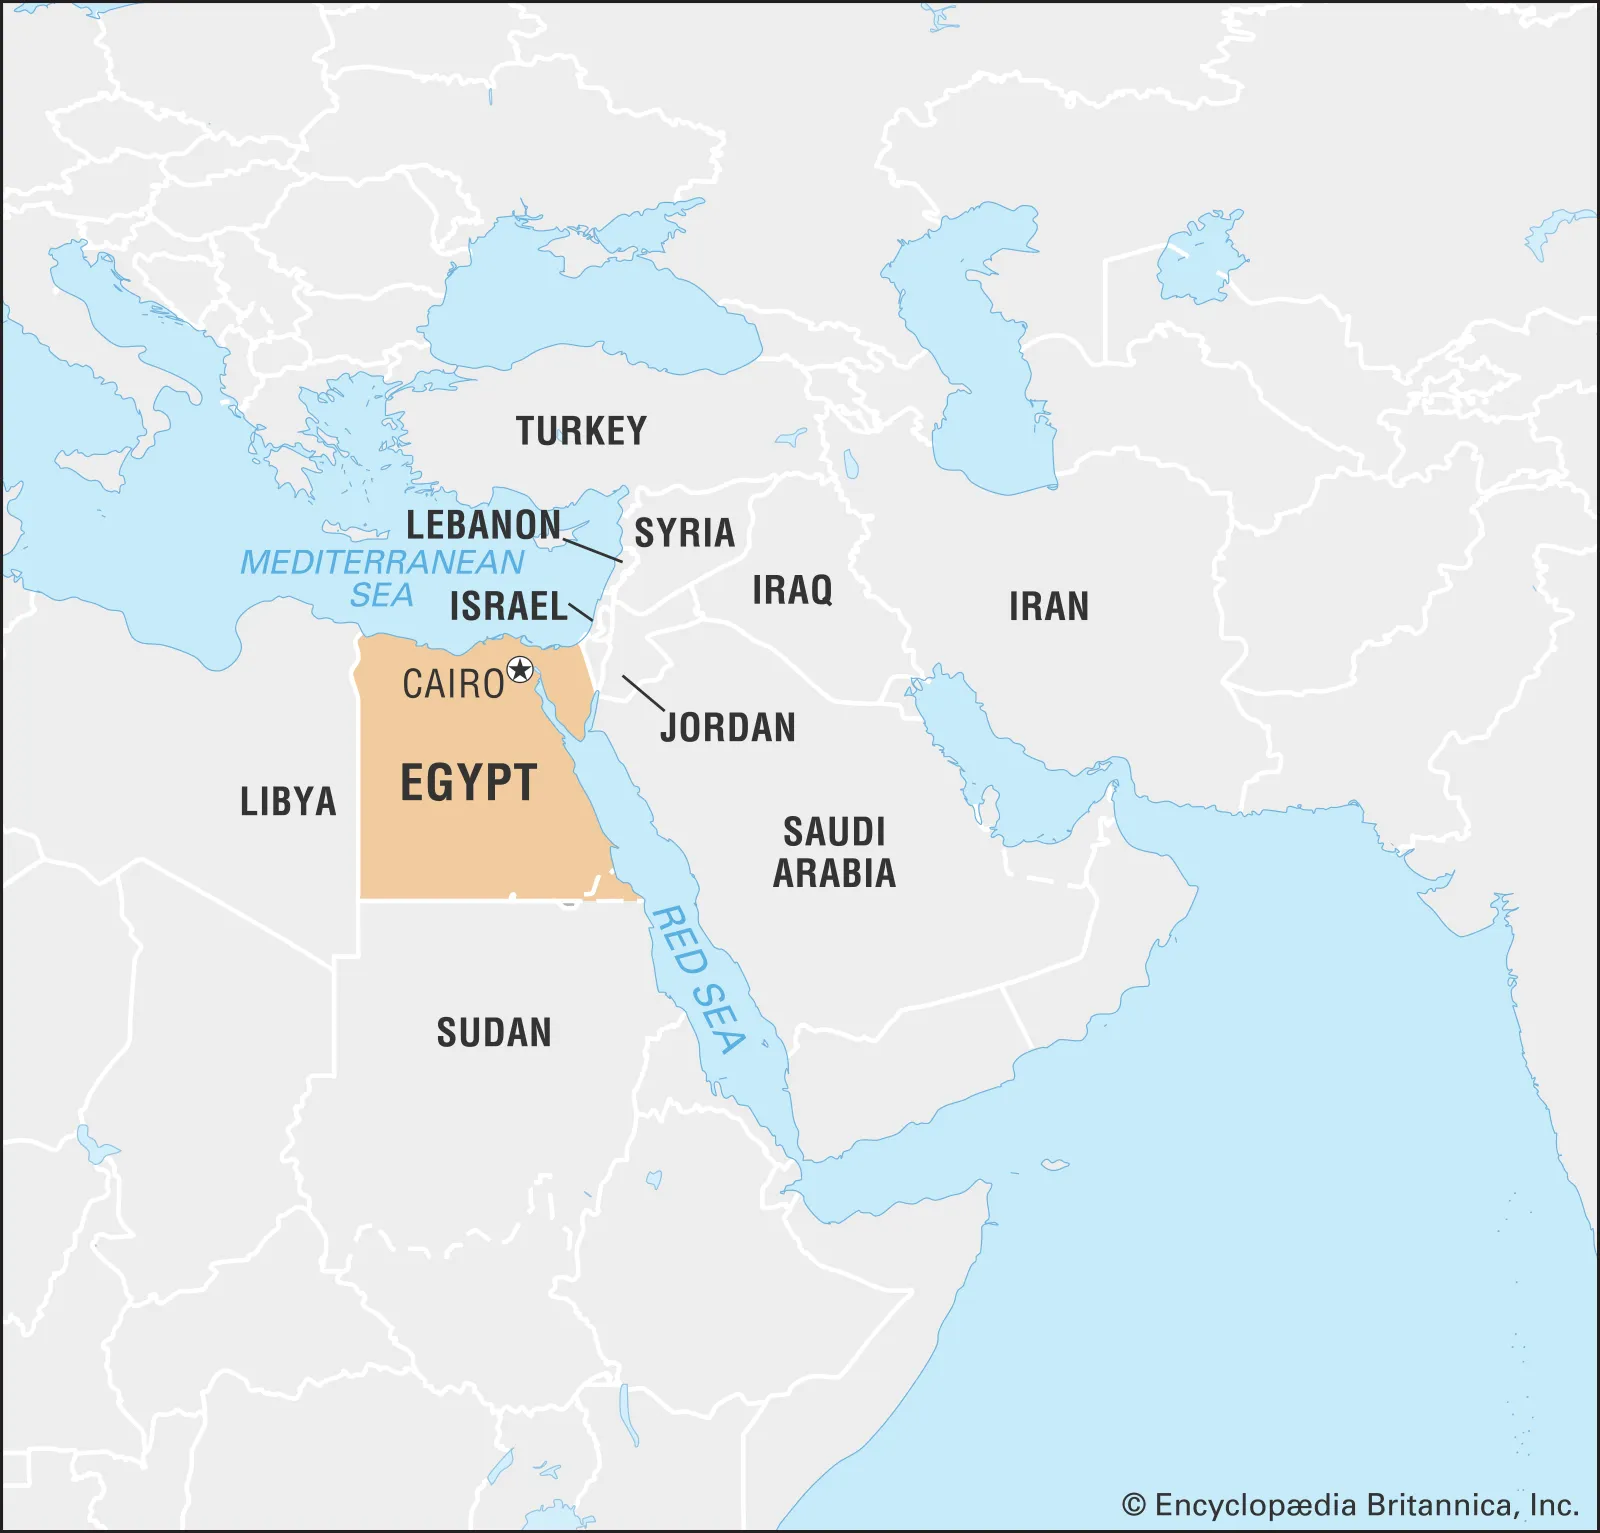 TURKEY
LEBANON
SYRIA
MEDITERRANEAN
SEA
ISRAEL
IRAQ
IRAN
CAIRO
JORDAN
EGYPT
LIBYA
SAUDI
ARABIA
RED SEA
SUDAN
© Encyclopædia Britannica, Inc.